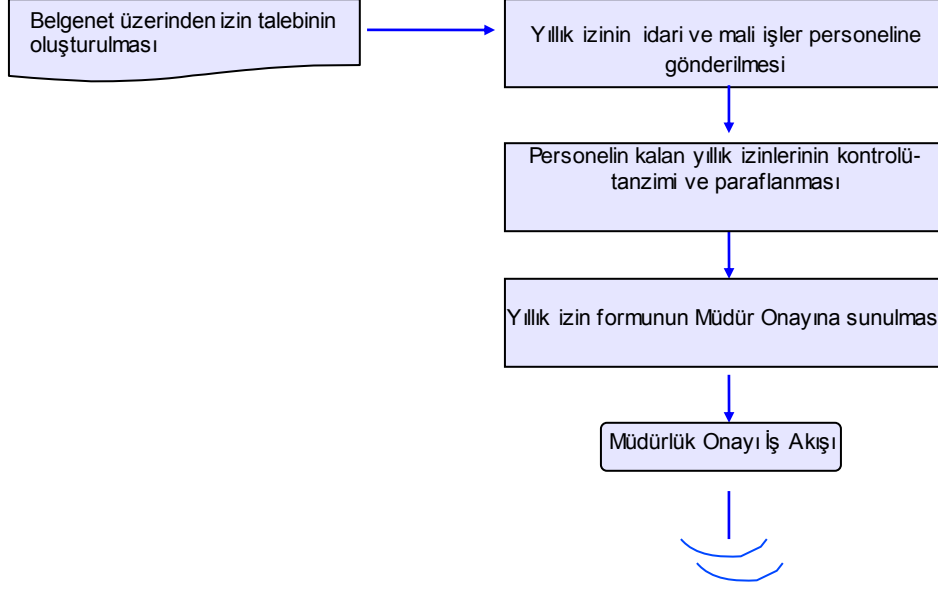 Belgenet üzerinden izin talebinin
oluşturulması
Yıllık izinin idari ve mali işler personeline
gönderilmesi
Personelin kalan yıllık izinlerinin kontrolü-
tanzimi ve paraflanması
Yıllık izin formunun Müdür Onayına sunulmas
Müdürlük Onayı İş Akışı